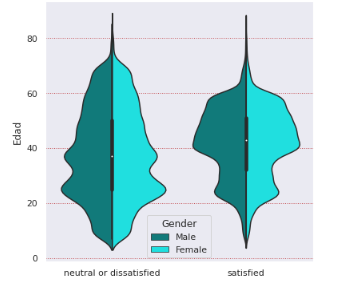 80
60
40
20
0
Edad
Gender
Male
Female
neutral or dissatisfied
satisfied